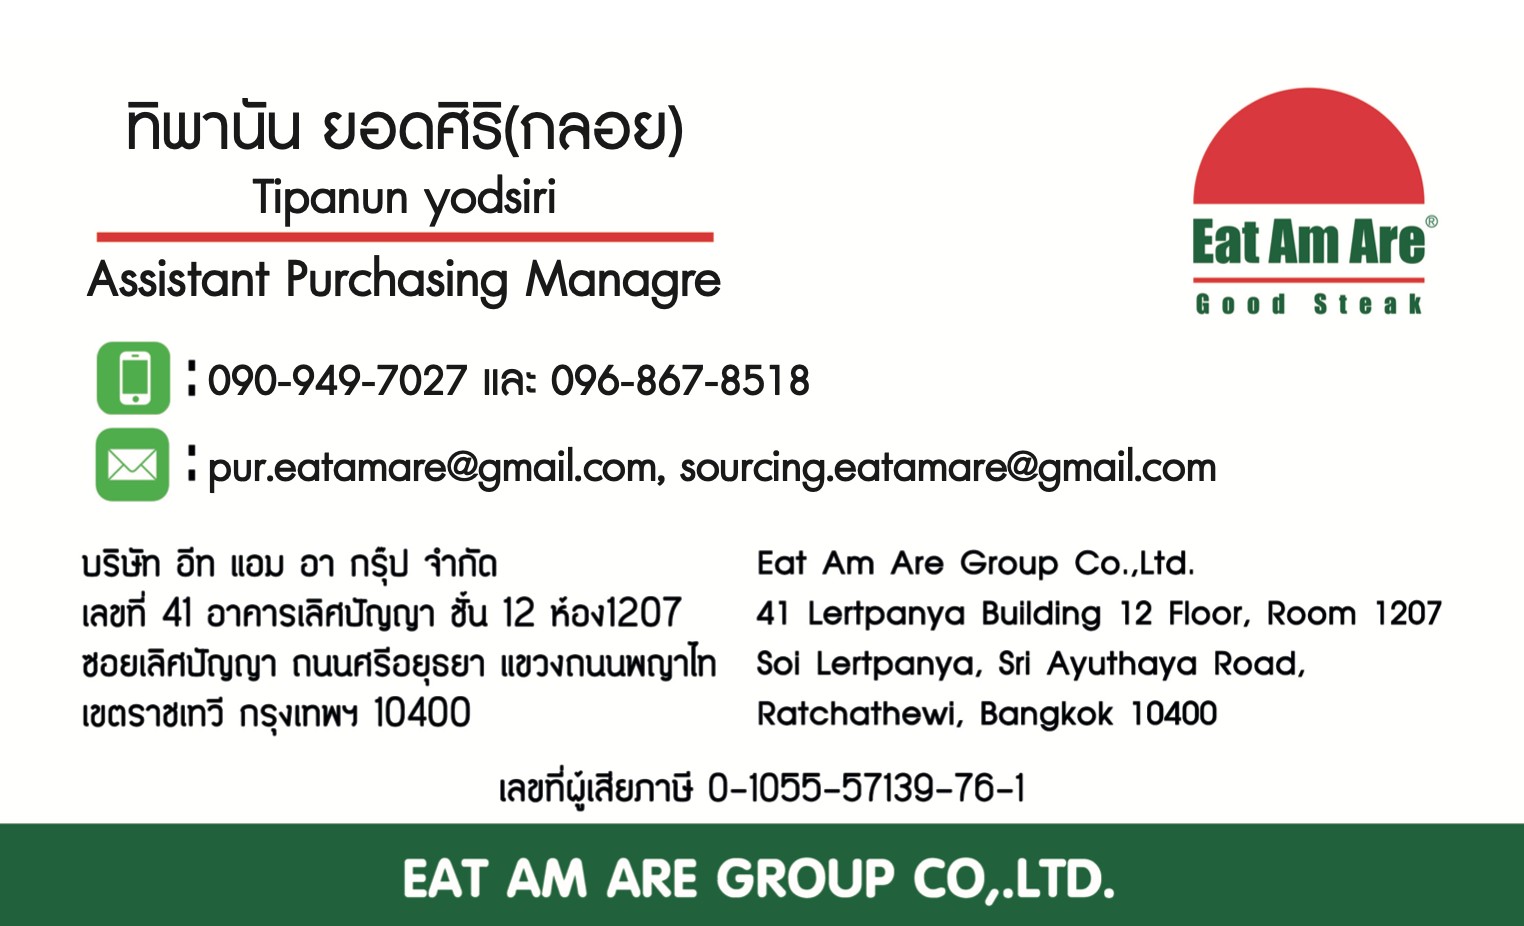 ทิพานัน ยอดศิริ(กลอย)
Tipanun yodsiri
Assistant Purchasing Managre
Eat Am Are®
Good Steak
: 090-949-7027 และ 096-867-8518
: pur.eatamare@gmail.com, sourcing.eatamare@gmail.com
บริษัท อีท แอม อา กรุ๊ป จำกัด
เลขที่ 41 อาคารเลิศปัญญา ชั้น 12 ห้อง1207
ซอยเลิศปัญญา ถนนศรีอยุธยา แขวงถนนพญาไท
เขตราชเทวี กรุงเทพฯ 10400
Eat Am Are Group Co.,Ltd.
41 Lertpanya Building 12 Floor, Room 1207
Soi Lertpanya, Sri Ayuthaya Road,
Ratchathewi, Bangkok 10400
เลขที่ผู้เสียภาษี 0-1055-57139-76-1
EAT AM ARE GROUP CO,.LTD.